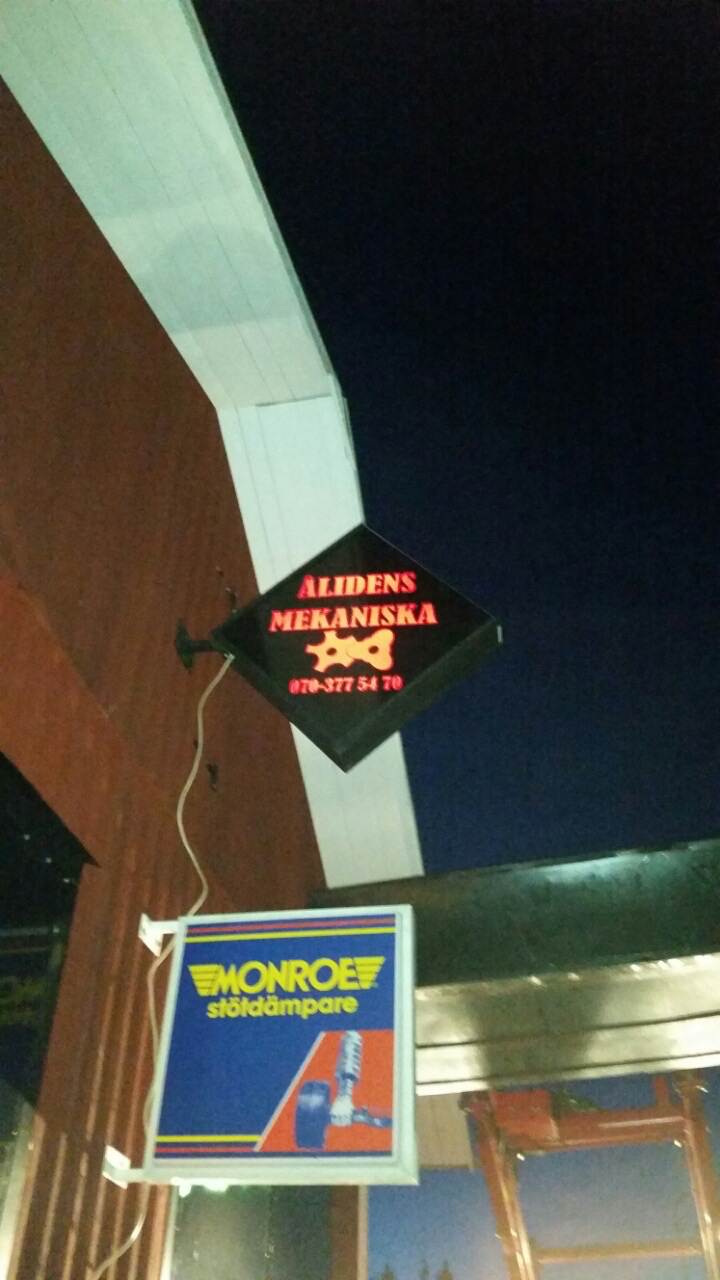 ALIDENS
MEKANISKA
070-377 54 70
MONROE
stötdämpare